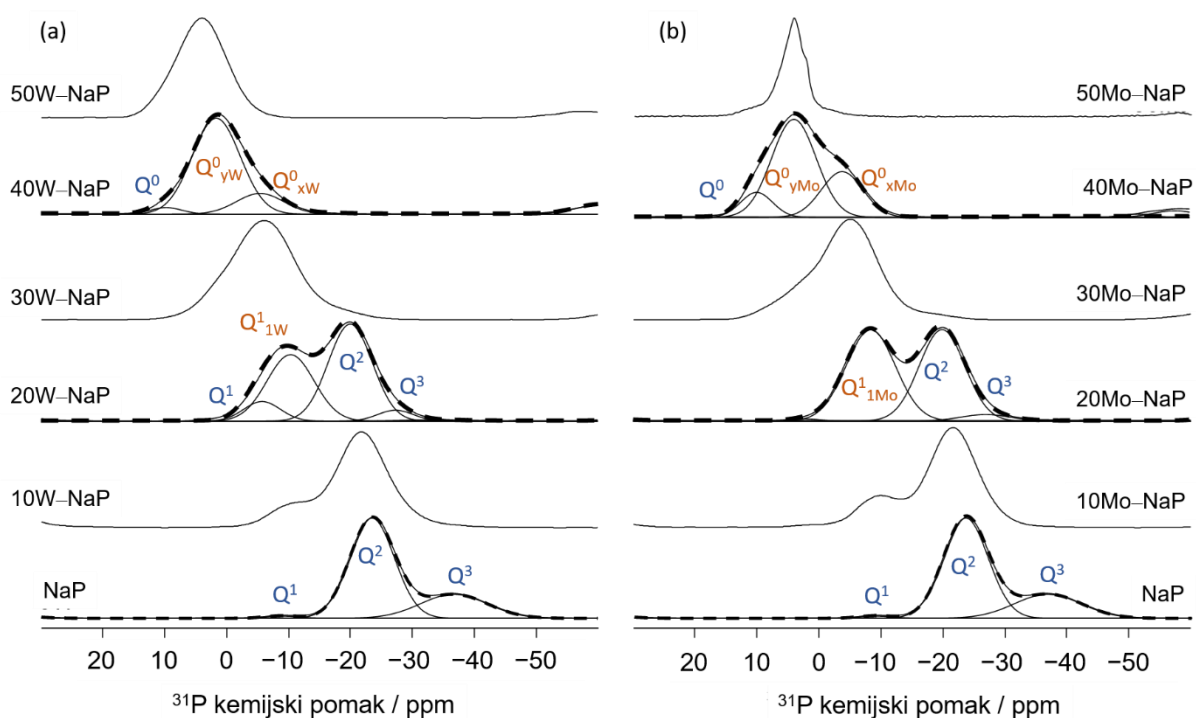 (a)
50W–NaP
40W–NaP
Q⁰
Q⁰yW
Q⁰xW
30W–NaP
20W–NaP
Q¹
Q¹1W
Q²
Q³
10W–NaP
NaP
Q¹
Q²
Q³
20 0 −10 −20 −30 −40 −50
³¹P kemijski pomak / ppm
(b)
50Mo–NaP
Q⁰
Q⁰yMo
Q⁰xMo
40Mo–NaP
30Mo–NaP
Q¹1Mo
Q²
Q³
20Mo–NaP
10Mo–NaP
Q¹
Q²
Q³
NaP
20 10 0 −10 −20 −30 −40 −50
³¹P kemijski pomak / ppm